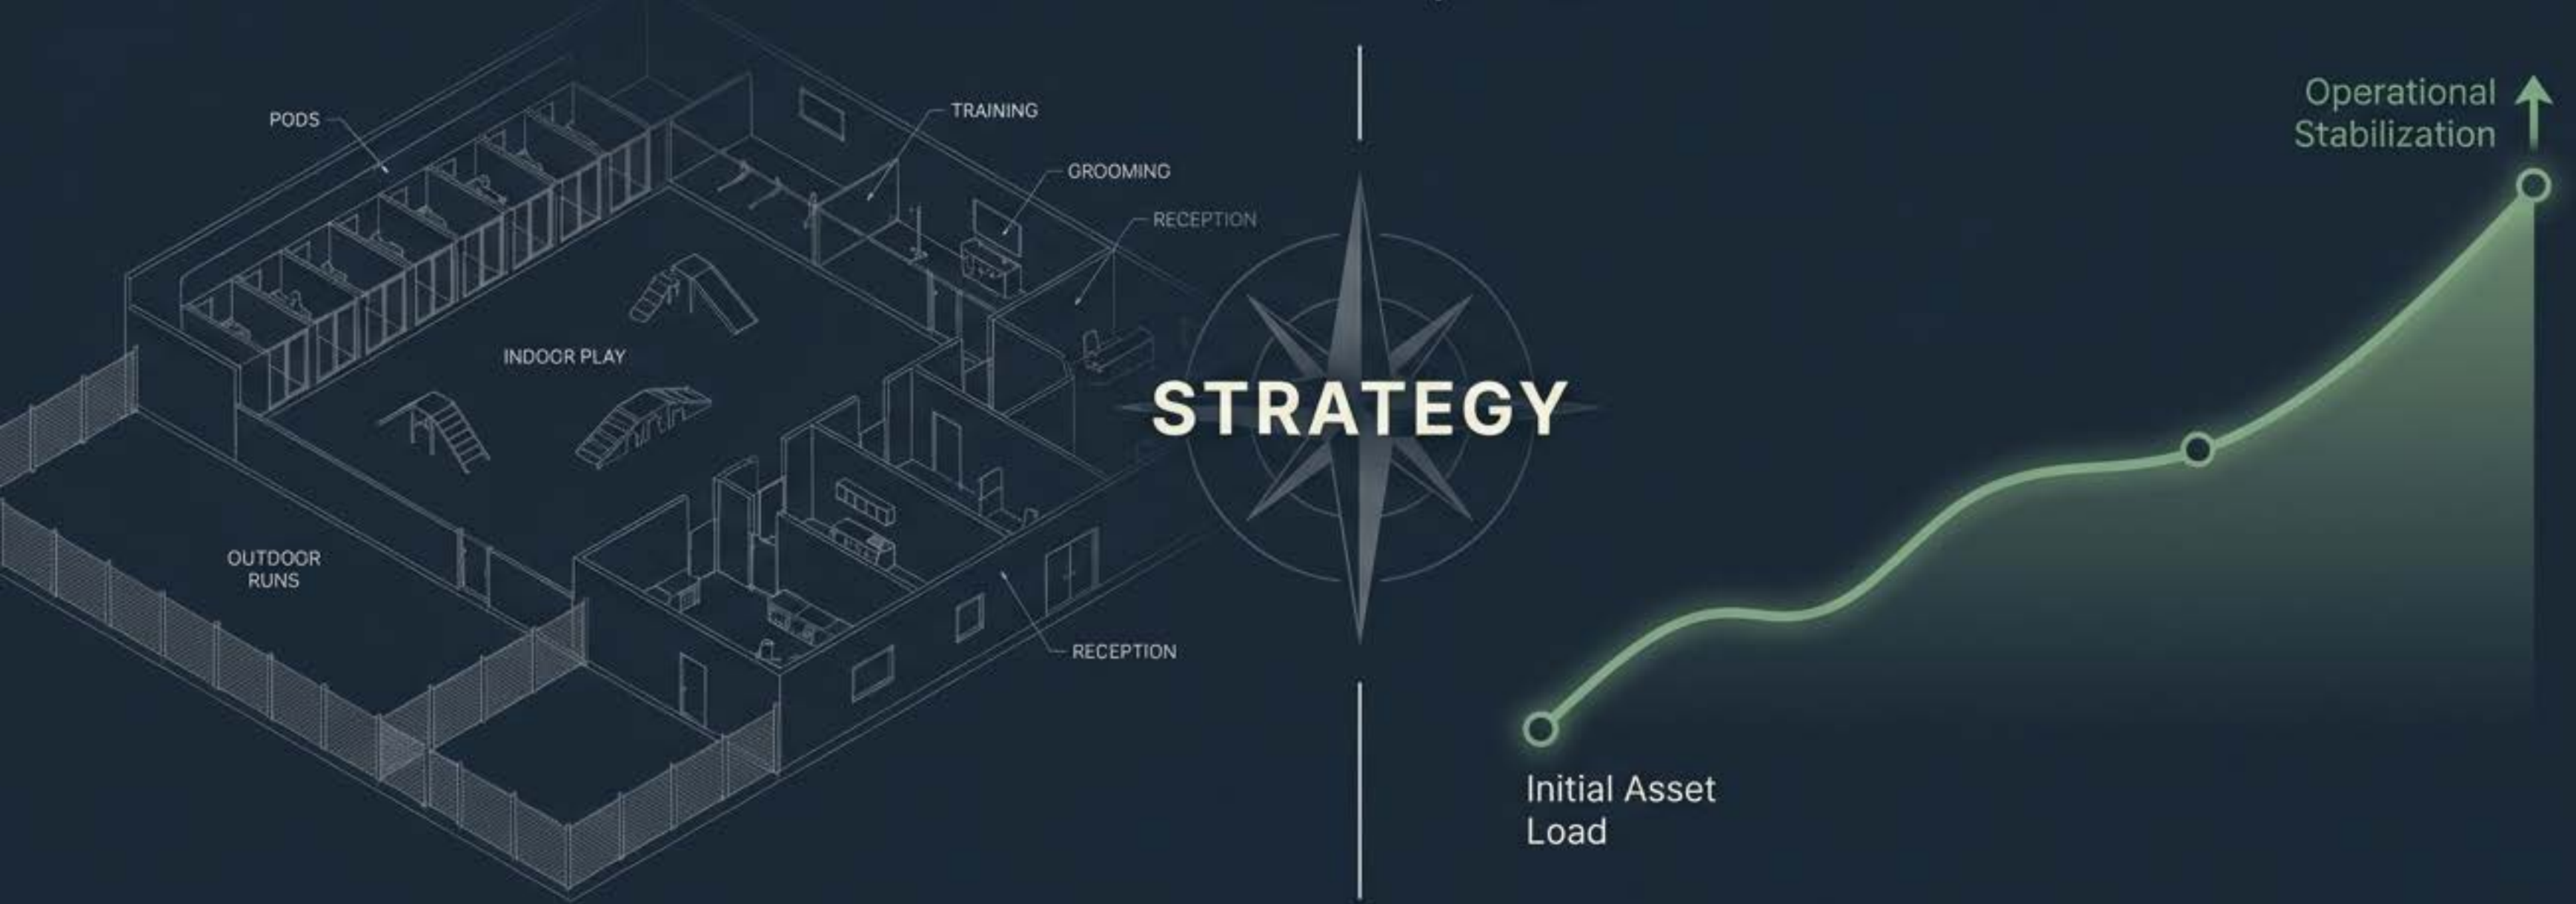 PODS
TRAINING
GROOMING
RECEPTION
INDOOR PLAY
OUTDOOR
RUNS
RECEPTION
STRATEGY
Operational
Stabilization
Initial Asset
Load